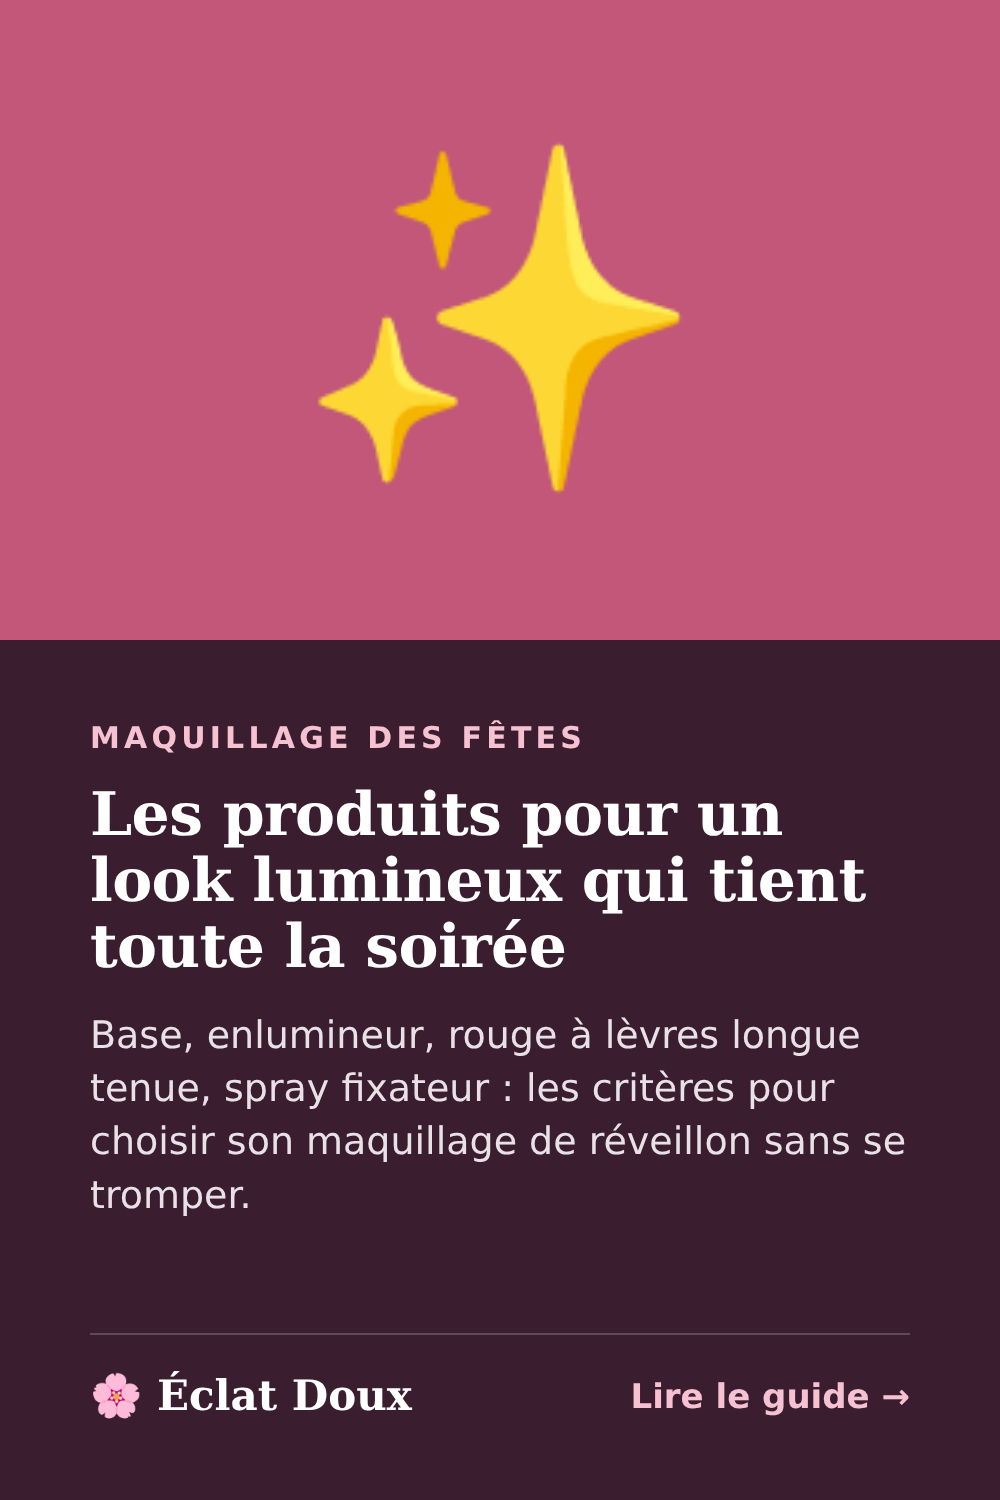 MAQUILLAGE DES FÊTES
Les produits pour un
look lumineux qui tient
toute la soirée
Base, enlumineur, rouge à lèvres longue
tenue, spray fixateur : les critères pour
choisir son maquillage de réveillon sans se
tromper.
Éclat Doux
Lire le guide →